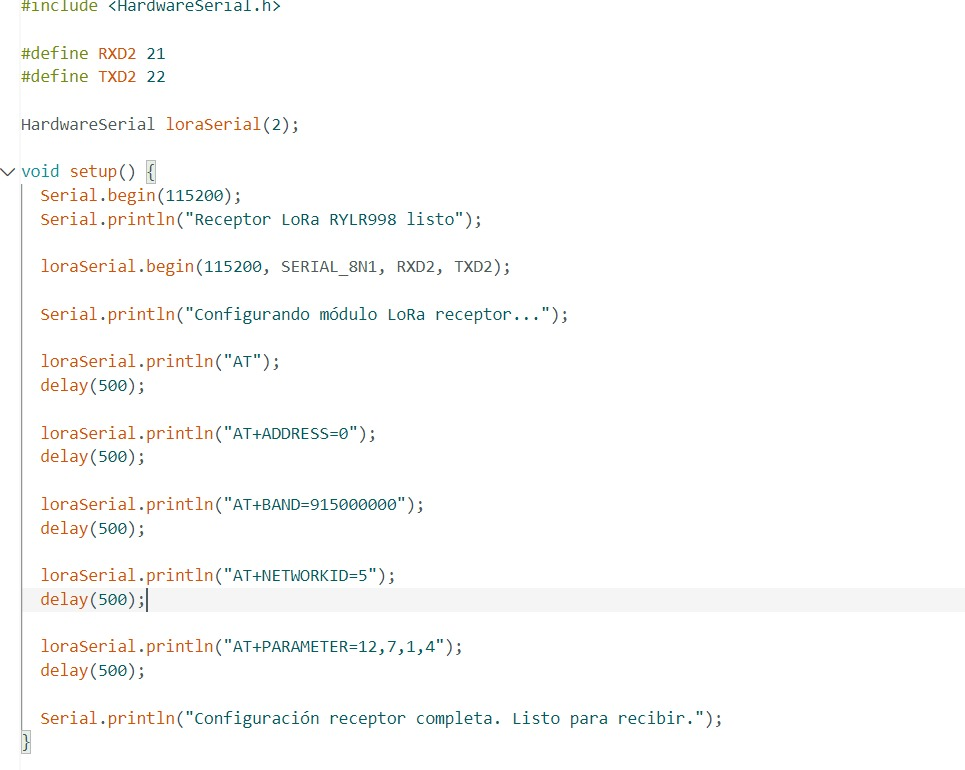 #include <HardwareSerial.h>
#define RXD2 21
#define TXD2 22
HardwareSerial loraSerial(2);
void setup() {
Serial.begin(115200);
Serial.println("Receptor LoRa RYLR998 listo");
loraSerial.begin(115200, SERIAL_8N1, RXD2, TXD2);
Serial.println("Configurando módulo LoRa receptor...");
loraSerial.println("AT");
delay(500);
loraSerial.println("AT+ADDRESS=0");
delay(500);
loraSerial.println("AT+BAND=915000000");
delay(500);
loraSerial.println("AT+NETWORKID=5");
delay(500);
loraSerial.println("AT+PARAMETER=12,7,1,4");
delay(500);
Serial.println("Configuración receptor completa. Listo para recibir.");
}